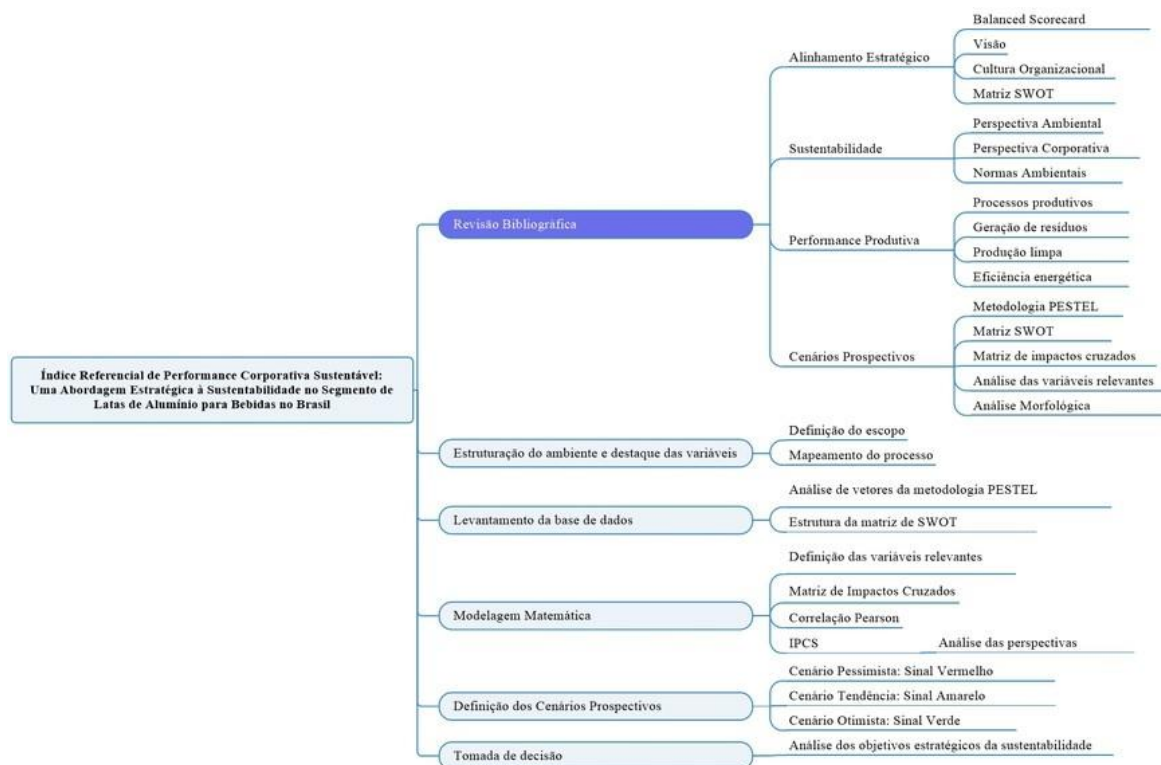 Índice Referencial de Performance Corporativa Sustentável:
Uma Abordagem Estratégica à Sustentabilidade no Segmento de
Latas de Alumínio para Bebidas no Brasil
Revisão Bibliográfica
Alinhamento Estratégico
Balanced Scorecard
Visão
Cultura Organizacional
Matriz SWOT
Sustentabilidade
Perspectiva Ambiental
Perspectiva Corporativa
Normas Ambientais
Performance Produtiva
Processos produtivos
Geração de resíduos
Produção limpa
Eficiência energética
Cenários Prospectivos
Metodologia PESTEL
Matriz SWOT
Matriz de impactos cruzados
Análise das variáveis relevantes
Análise Morfológica
Estruturação do ambiente e destaque das variáveis
Definição do escopo
Mapeamento do processo
Levantamento da base de dados
Análise de vetores da metodologia PESTEL
Estrutura da matriz de SWOT
Modelagem Matemática
Definição das variáveis relevantes
Matriz de Impactos Cruzados
Correlação Pearson
IPCS
Análise das perspectivas
Definição dos Cenários Prospectivos
Cenário Pessimista: Sinal Vermelho
Cenário Tendência: Sinal Amarelo
Cenário Otimista: Sinal Verde
Tomada de decisão
Análise dos objetivos estratégicos da sustentabilidade